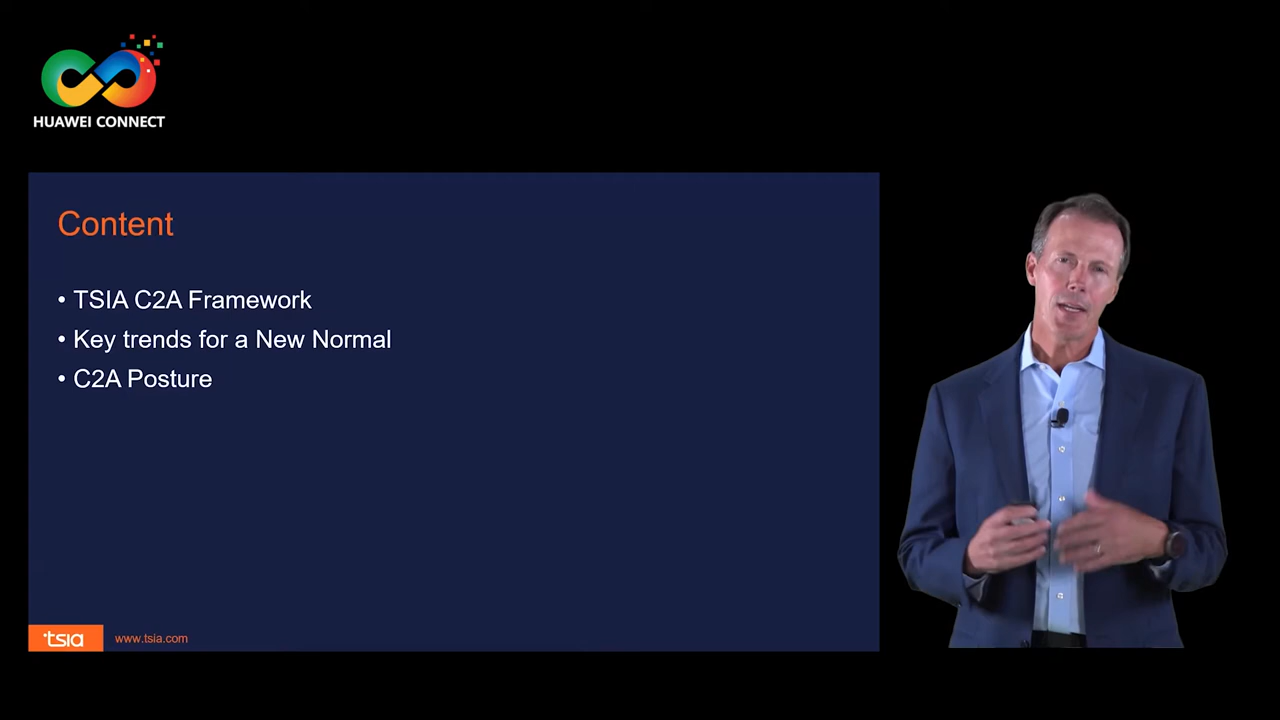 HUAWEI CONNECT
Content
• TSIA C2A Framework
• Key trends for a New Normal
• C2A Posture
tsia
www.tsia.com